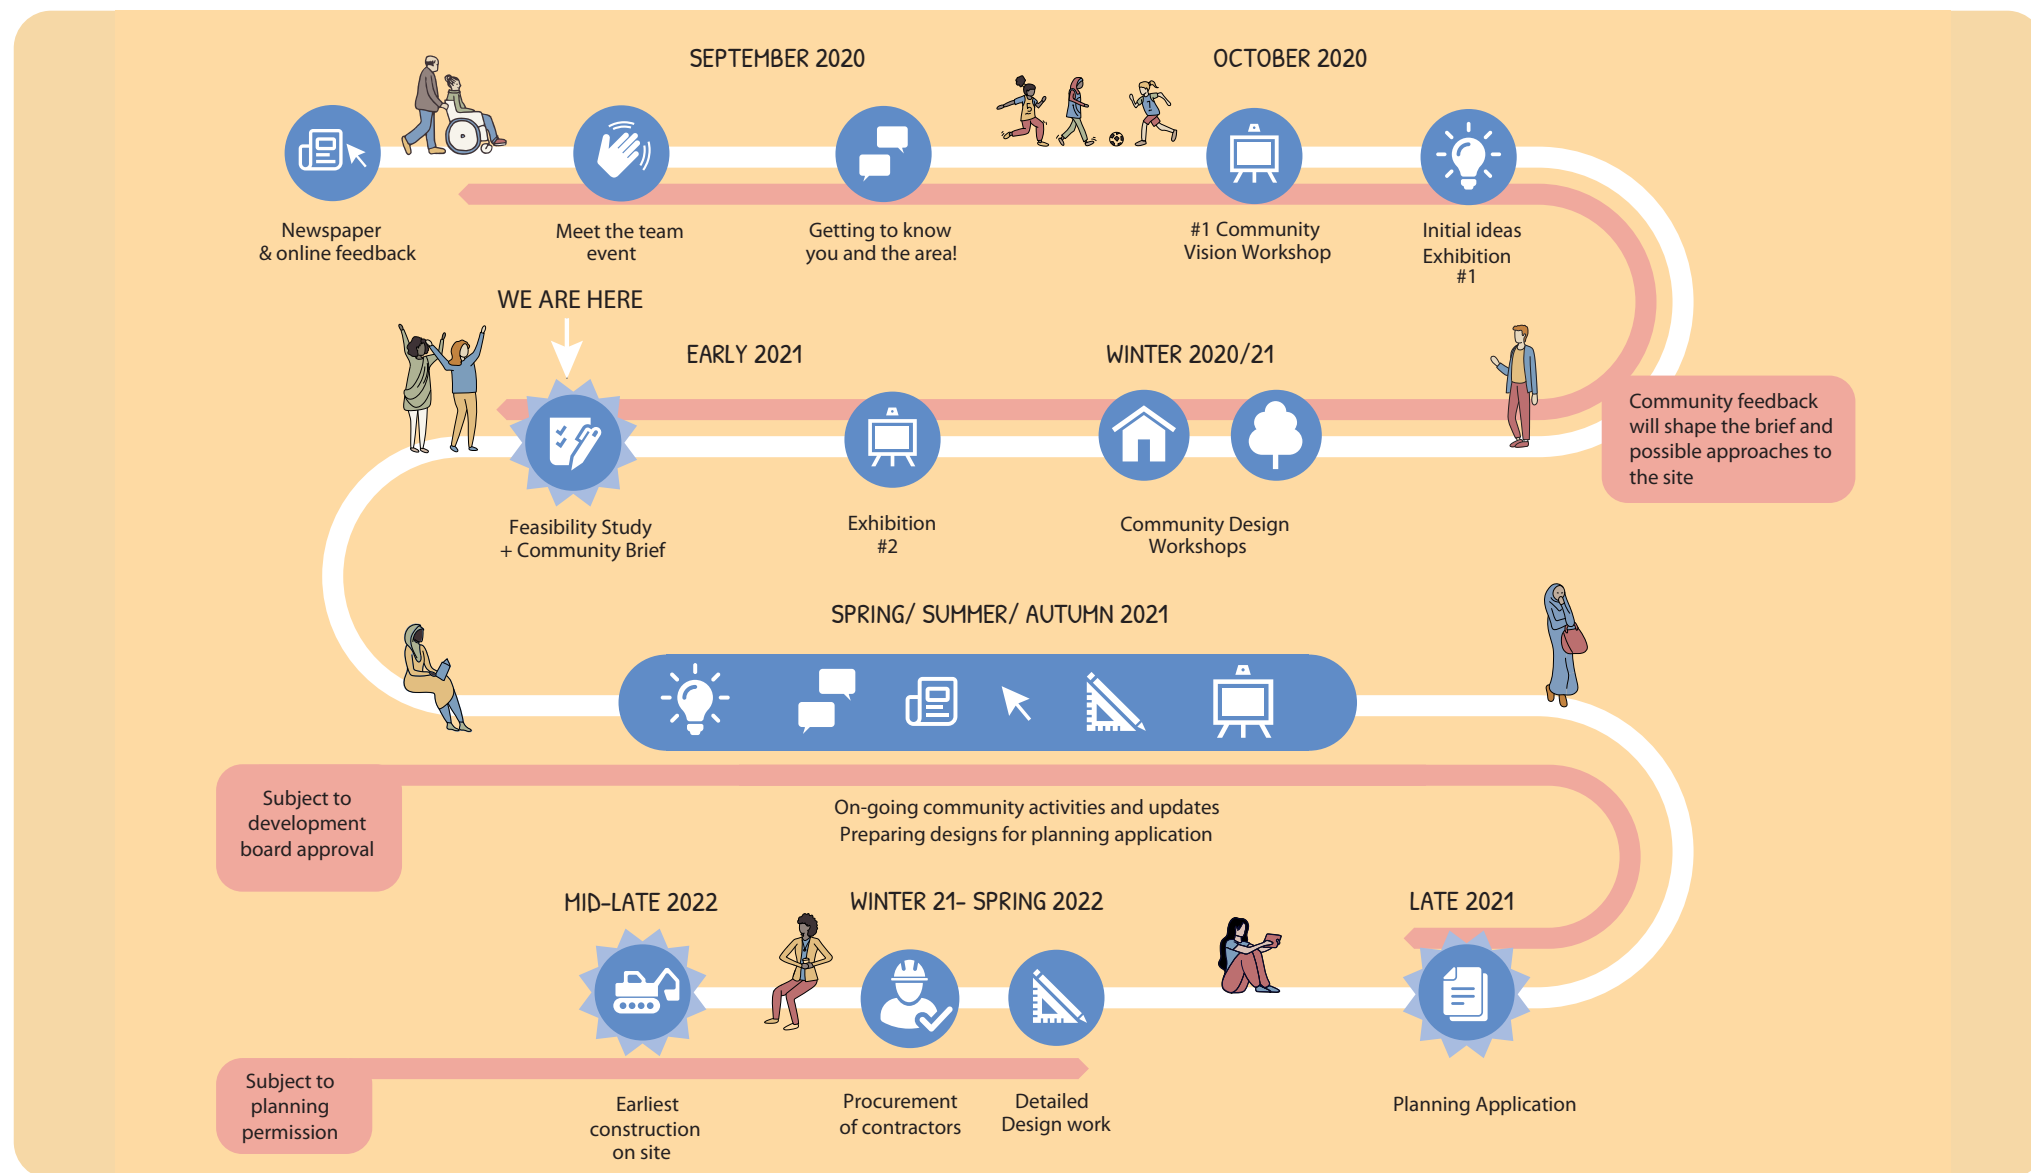 SEPTEMBER 2020
OCTOBER 2020
Newspaper
& online feedback
Meet the team
event
Getting to know
you and the area!
#1 Community
Vision Workshop
Initial ideas
Exhibition
#1
WE ARE HERE
EARLY 2021
WINTER 2020/21
Community feedback
will shape the brief and
possible approaches to
the site
Feasibility Study
+ Community Brief
Exhibition
#2
Community Design
Workshops
SPRING/ SUMMER/ AUTUMN 2021
Subject to
development
board approval
On-going community activities and updates
Preparing designs for planning application
MID-LATE 2022
WINTER 21- SPRING 2022
LATE 2021
Subject to
planning
permission
Earliest
construction
on site
Procurement
of contractors
Detailed
Design work
Planning Application